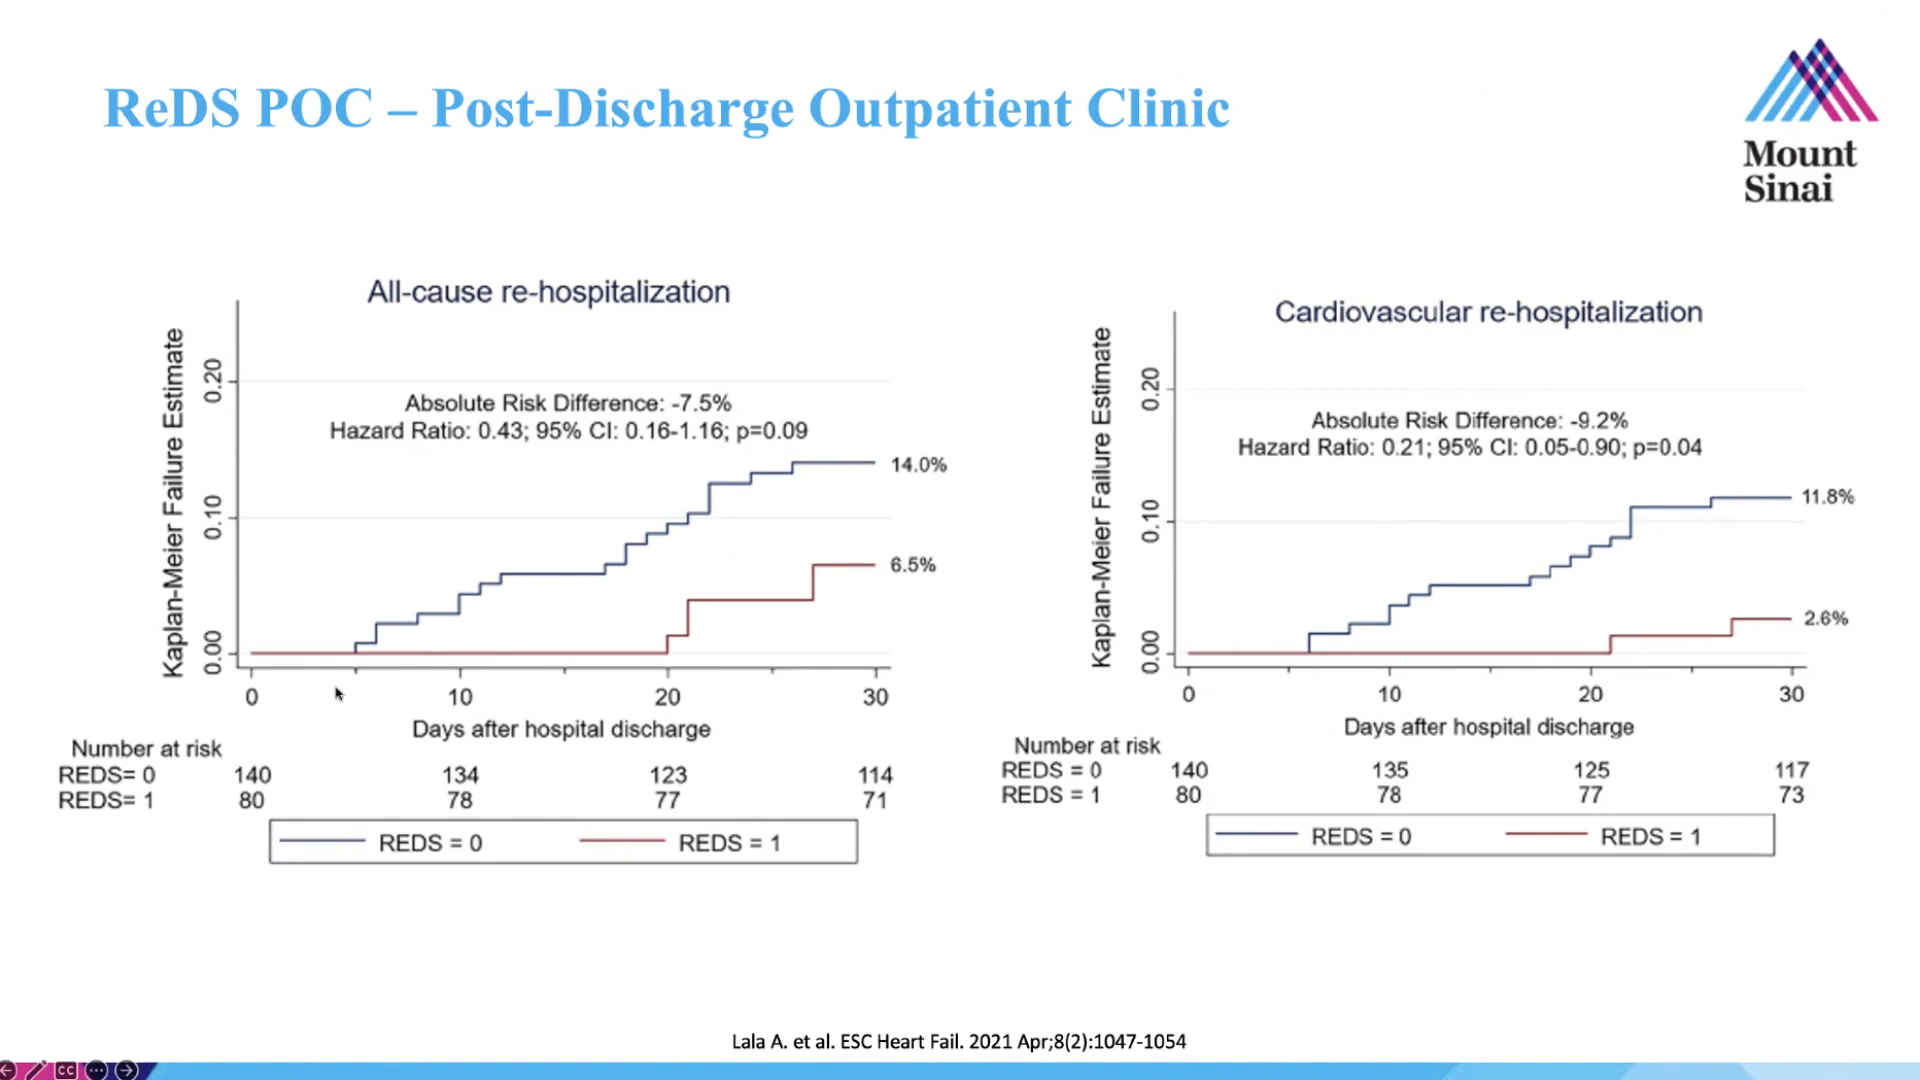 ReDS POC – Post-Discharge Outpatient Clinic
Mount
Sinai
All-cause re-hospitalization
Kaplan-Meier Failure Estimate
0.20
0.10
0.00
Absolute Risk Difference: -7.5%
Hazard Ratio: 0.43; 95% CI: 0.16-1.16; p=0.09
14.0%
6.5%
0 10 20 30
Days after hospital discharge
Number at risk
REDS= 0 140 134 123 114
REDS= 1 80 78 77 71
REDS = 0 REDS = 1
Cardiovascular re-hospitalization
Kaplan-Meier Failure Estimate
0.20
0.10
0.00
Absolute Risk Difference: -9.2%
Hazard Ratio: 0.21; 95% CI: 0.05-0.90; p=0.04
11.8%
2.6%
0 10 20 30
Days after hospital discharge
Number at risk
REDS = 0 140 135 125 117
REDS = 1 80 78 77 73
REDS = 0 REDS = 1
Lala A. et al. ESC Heart Fail. 2021 Apr;8(2):1047-1054
CC